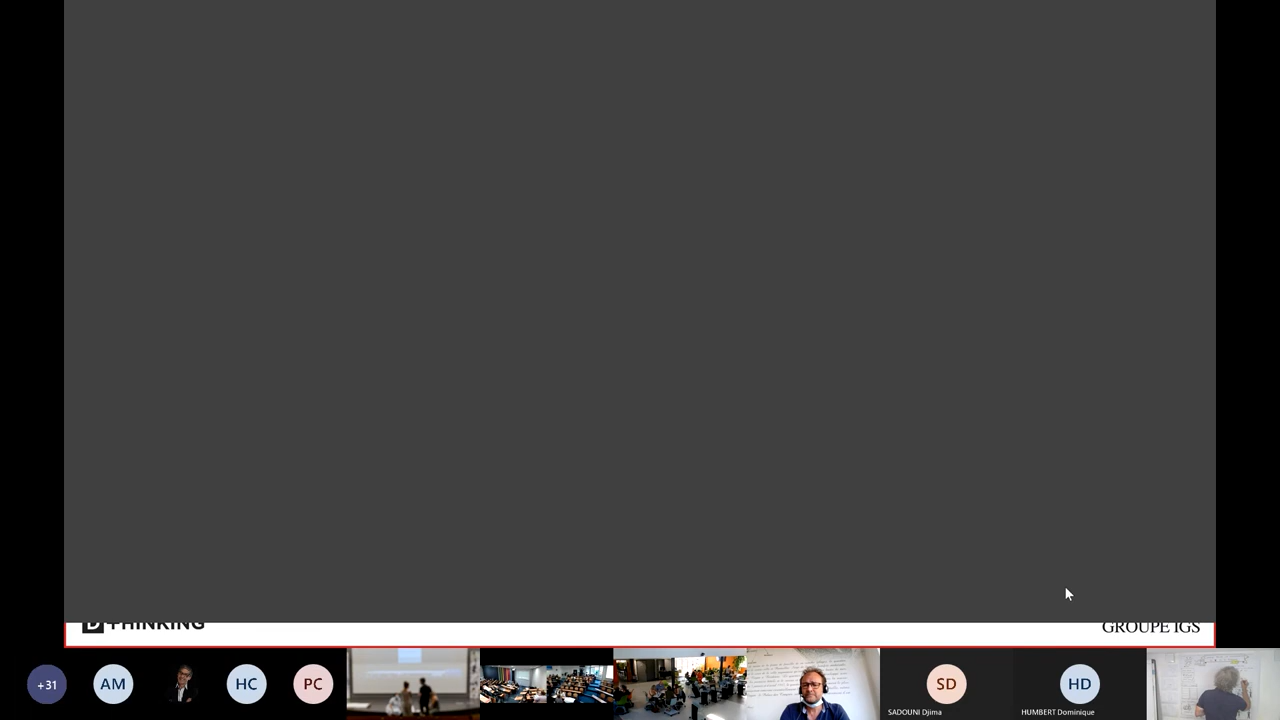 D THINKING
GROUPE IGS
+31
AM
HC
PC
SD
SADOUNI Djima
HD
HUMBERT Dominique